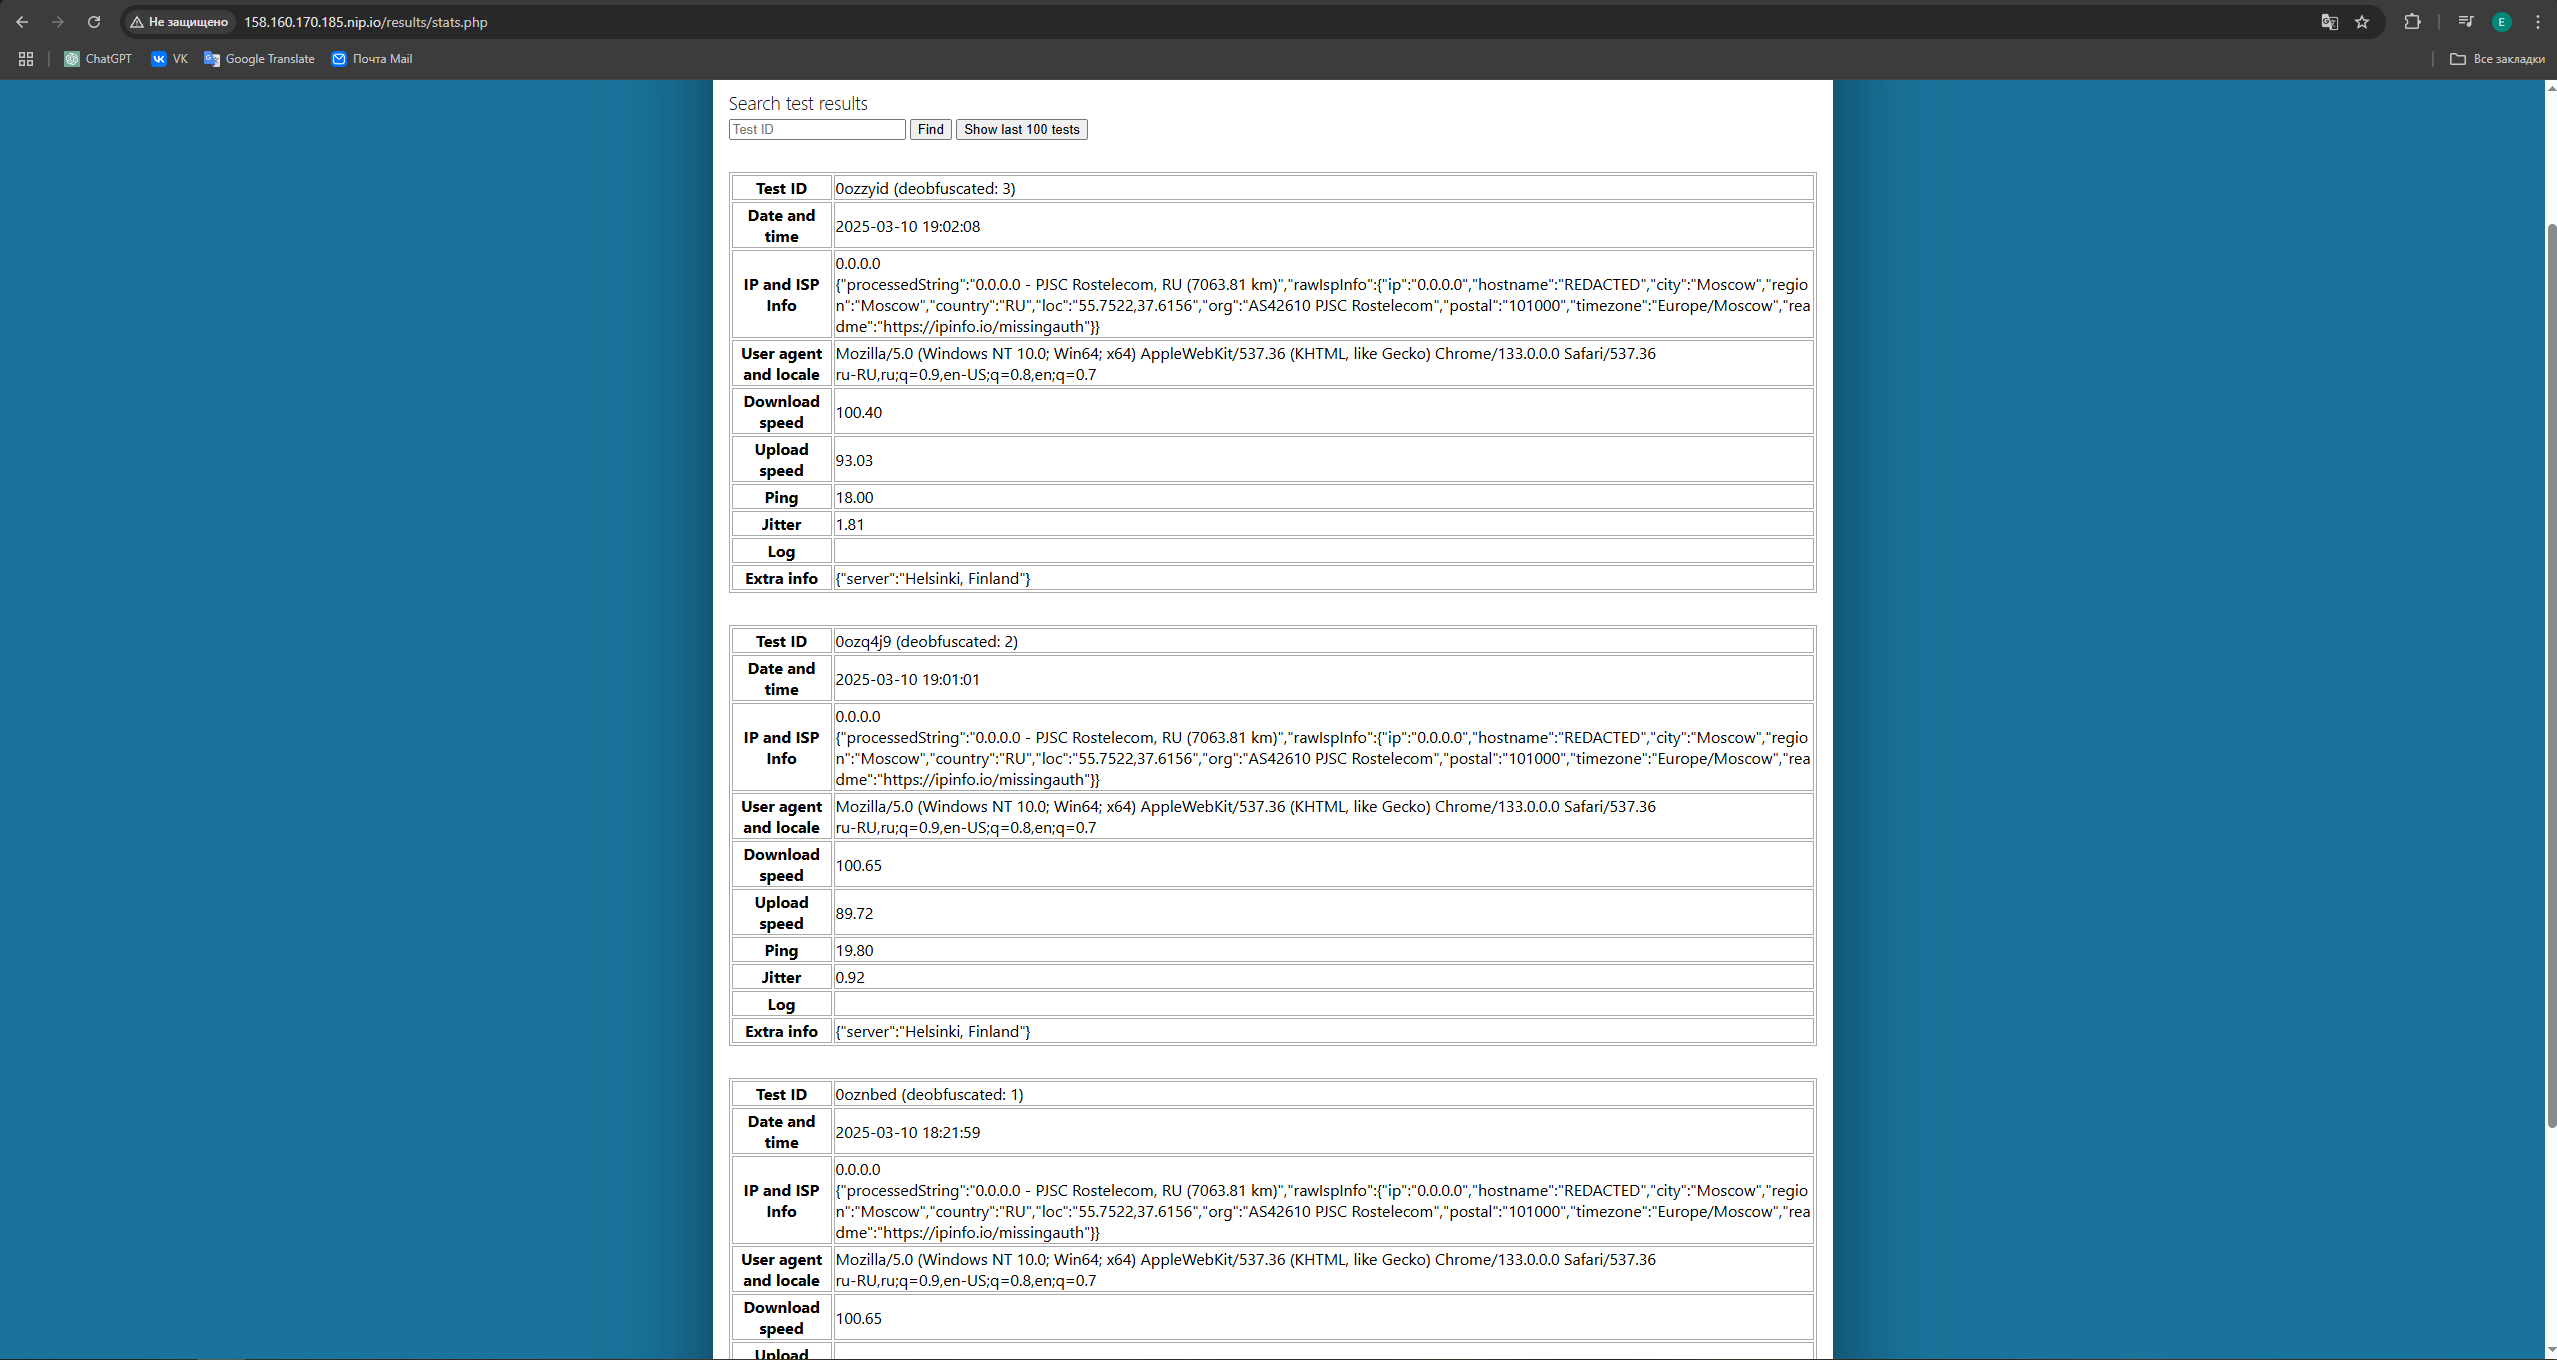 Не защищено
158.160.170.185.nip.io/results/stats.php
E
ChatGPT
VK
Google Translate
Почта Mail
Все закладки
Search test results
Test ID
Find
Show last 100 tests
Test ID
0ozzyid (deobfuscated: 3)
Date and
time
2025-03-10 19:02:08
IP and ISP
Info
0.0.0.0
{"processedString":"0.0.0.0 - PJSC Rostelecom, RU (7063.81 km)","rawIspInfo":{"ip":"0.0.0.0","hostname":"REDACTED","city":"Moscow","regio
n":"Moscow","country":"RU","loc":"55.7522,37.6156","org":"AS42610 PJSC Rostelecom","postal":"101000","timezone":"Europe/Moscow","rea
dme":"https://ipinfo.io/missingauth"}}
User agent
and locale
Mozilla/5.0 (Windows NT 10.0; Win64; x64) AppleWebKit/537.36 (KHTML, like Gecko) Chrome/133.0.0.0 Safari/537.36
ru-RU,ru;q=0.9,en-US;q=0.8,en;q=0.7
Download
speed
100.40
Upload
speed
93.03
Ping
18.00
Jitter
1.81
Log
Extra info
{"server":"Helsinki, Finland"}
Test ID
0ozq4j9 (deobfuscated: 2)
Date and
time
2025-03-10 19:01:01
IP and ISP
Info
0.0.0.0
{"processedString":"0.0.0.0 - PJSC Rostelecom, RU (7063.81 km)","rawIspInfo":{"ip":"0.0.0.0","hostname":"REDACTED","city":"Moscow","regio
n":"Moscow","country":"RU","loc":"55.7522,37.6156","org":"AS42610 PJSC Rostelecom","postal":"101000","timezone":"Europe/Moscow","rea
dme":"https://ipinfo.io/missingauth"}}
User agent
and locale
Mozilla/5.0 (Windows NT 10.0; Win64; x64) AppleWebKit/537.36 (KHTML, like Gecko) Chrome/133.0.0.0 Safari/537.36
ru-RU,ru;q=0.9,en-US;q=0.8,en;q=0.7
Download
speed
100.65
Upload
speed
89.72
Ping
19.80
Jitter
0.92
Log
Extra info
{"server":"Helsinki, Finland"}
Test ID
0oznbed (deobfuscated: 1)
Date and
time
2025-03-10 18:21:59
IP and ISP
Info
0.0.0.0
{"processedString":"0.0.0.0 - PJSC Rostelecom, RU (7063.81 km)","rawIspInfo":{"ip":"0.0.0.0","hostname":"REDACTED","city":"Moscow","regio
n":"Moscow","country":"RU","loc":"55.7522,37.6156","org":"AS42610 PJSC Rostelecom","postal":"101000","timezone":"Europe/Moscow","rea
dme":"https://ipinfo.io/missingauth"}}
User agent
and locale
Mozilla/5.0 (Windows NT 10.0; Win64; x64) AppleWebKit/537.36 (KHTML, like Gecko) Chrome/133.0.0.0 Safari/537.36
ru-RU,ru;q=0.9,en-US;q=0.8,en;q=0.7
Download
speed
100.65
Upload